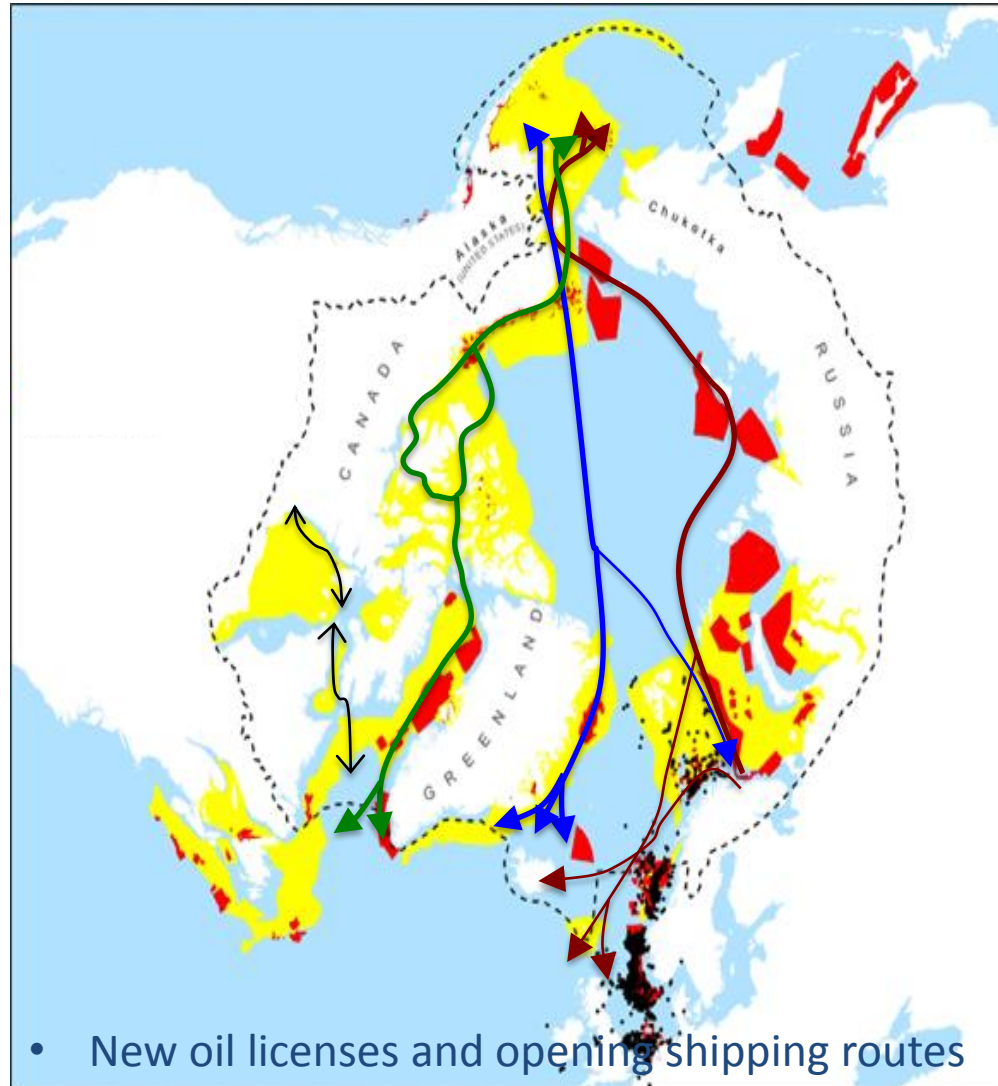 Alaska
(UNITED STATES)
Chukotka
CANADA
RUSSIA
GREENLAND
• New oil licenses and opening shipping routes